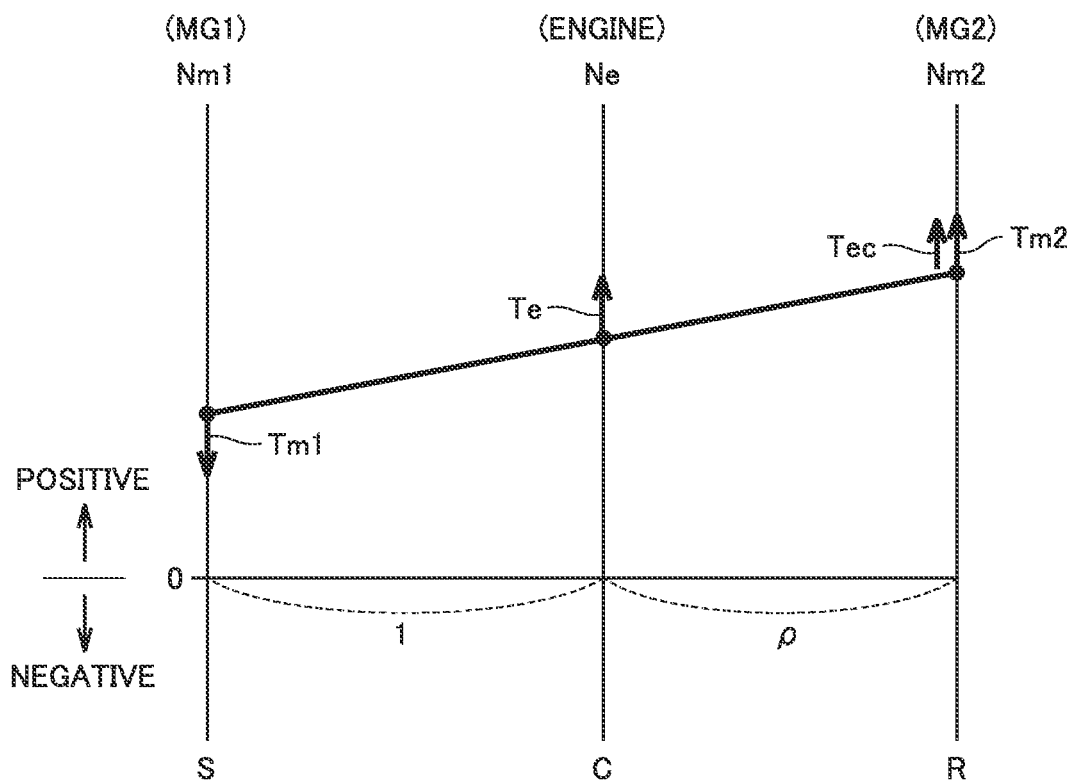 (MG1) (ENGINE) (MG2)
Nm1 Ne Nm2
Tec Tm2
Te
Tm1
POSITIVE
0
1 ρ
NEGATIVE
S C R